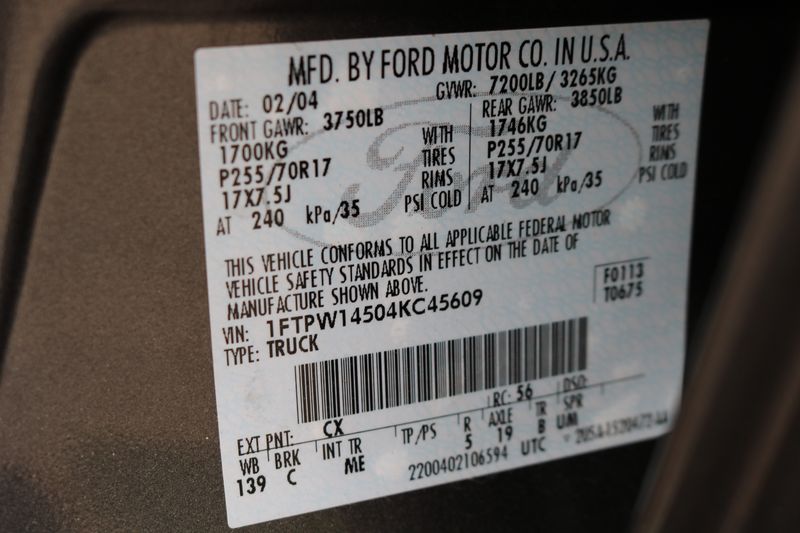 MFD. BY FORD MOTOR CO. IN U.S.A.
DATE: 02/04 GVWR: 7200LB/ 3265KG
FRONT GAWR: 3750LB REAR GAWR: 3850LB
1700KG WITH 1746KG WITH
P255/70R17 TIRES P255/70R17 TIRES
17X7.5J RIMS 17X7.5J RIMS
AT 240 kPa/35 PSI COLD AT 240 kPa/35 PSI COLD
Ford
THIS VEHICLE CONFORMS TO ALL APPLICABLE FEDERAL MOTOR
VEHICLE SAFETY STANDARDS IN EFFECT ON THE DATE OF
MANUFACTURE SHOWN ABOVE.
F0113
T0675
VIN: 1FTPW14504KC45609
TYPE: TRUCK
EXT PNT: CX RC: 56 DSO:
WB BRK INT TR TP/PS R AXLE TR SPR
139 C ME 5 19 B UM
2200402106594 UTC